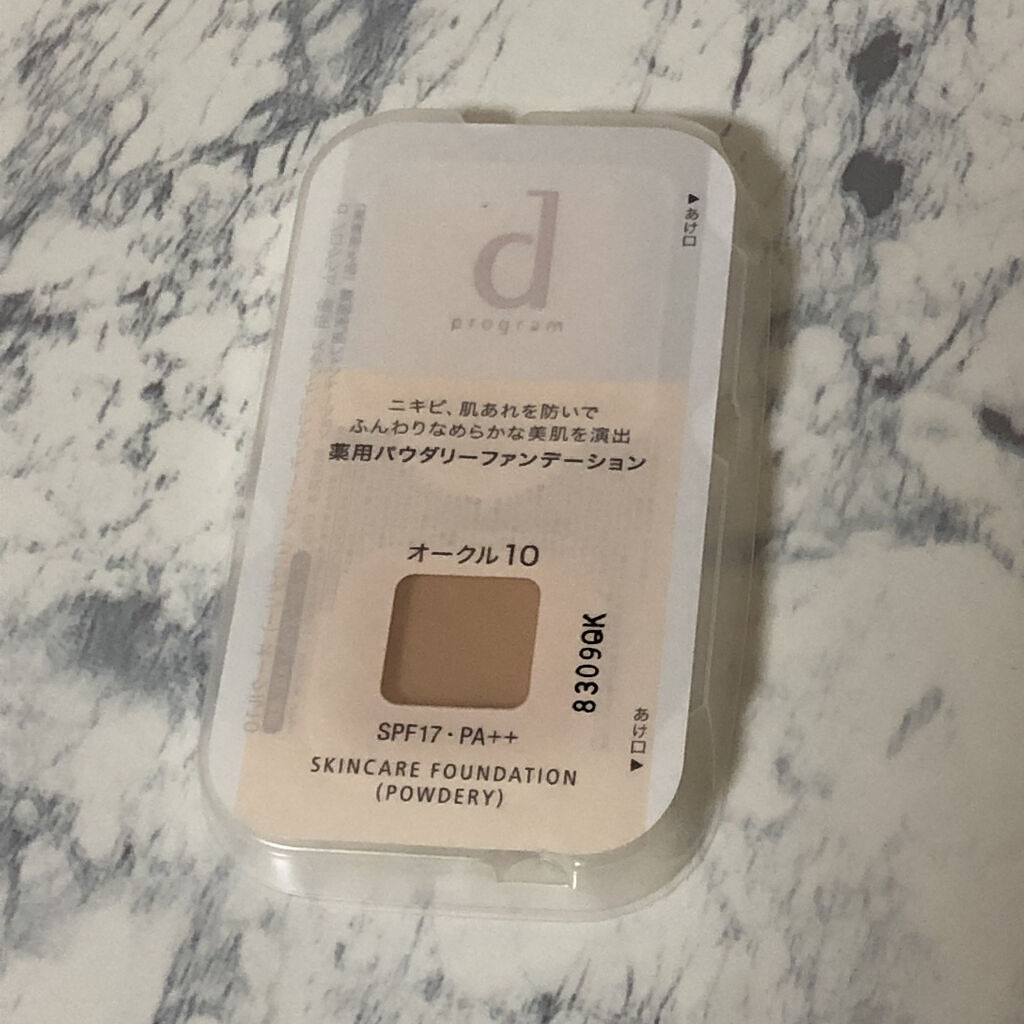 d
program
▶あけ口
ニキビ、肌あれを防いで
ふんわりなめらかな美肌を演出
薬用パウダリーファンデーション
オークル10
8309QK
あけ口▶
SPF17・PA++
SKINCARE FOUNDATION
(POWDERY)